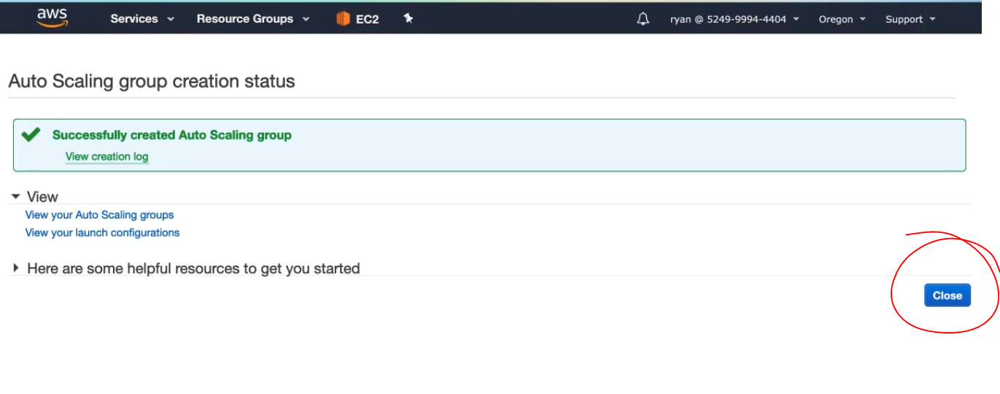 aws Services Resource Groups EC2 ryan @ 5249-9994-4404 Oregon Support
Auto Scaling group creation status
Successfully created Auto Scaling group
View creation log
View
View your Auto Scaling groups
View your launch configurations
Here are some helpful resources to get you started
Close